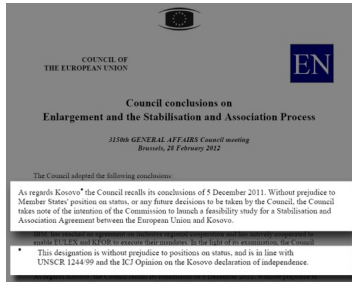 COUNCIL OF
THE EUROPEAN UNION
EN
Council conclusions on
Enlargement and the Stabilisation and Association Process
3150th GENERAL AFFAIRS Council meeting
Brussels, 28 February 2012
The Council adopted the following conclusions:
As regards Kosovo* the Council recalls its conclusions of 5 December 2011. Without prejudice to
Member States' position on status, or any future decisions to be taken by the Council, the Council
takes note of the intention of the Commission to launch a feasibility study for a Stabilisation and
Association Agreement between the European Union and Kosovo.
enable EULEX and KFOR to execute their mandates. In the light of its examination, the Council
* This designation is without prejudice to positions on status, and is in line with
UNSCR 1244/99 and the ICJ Opinion on the Kosovo declaration of independence.